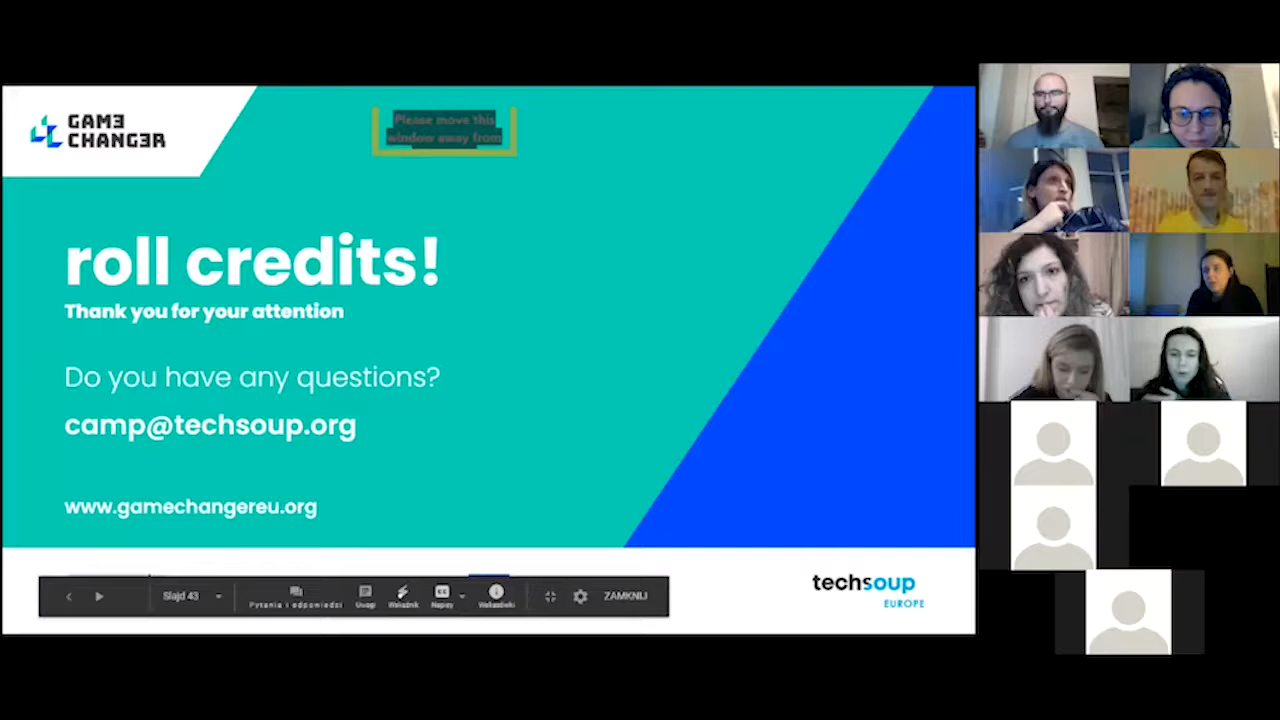 GAM3
CHANG3R
Please move this
window away from
roll credits!
Thank you for your attention
Do you have any questions?
camp@techsoup.org
www.gamechangereu.org
Slajd 43
Pytania i odpowiedzi
Uwagi
Wskaźnik
Napisy
Wskazówki
ZAMKNIJ
techsoup
EUROPE